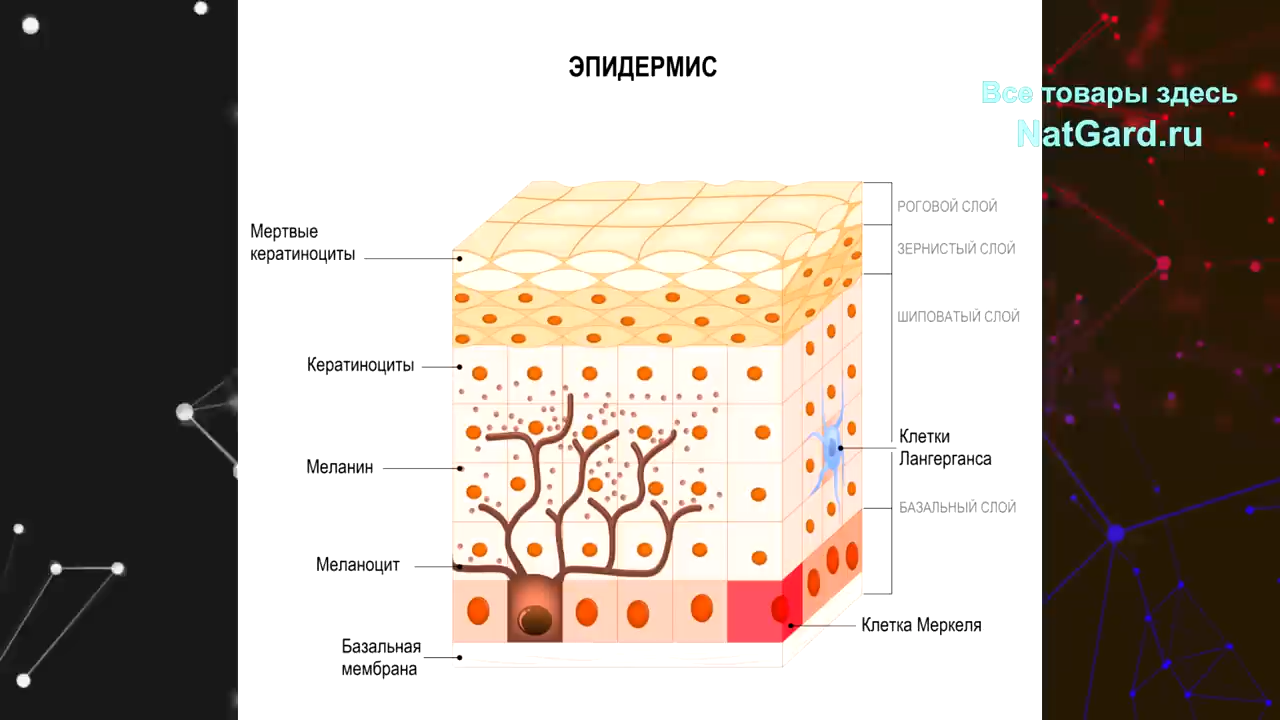 ЭПИДЕРМИС
Все товары здесь
NatGard.ru
РОГОВОЙ СЛОЙ
Мертвые
кератиноциты
ЗЕРНИСТЫЙ СЛОЙ
ШИПОВАТЫЙ СЛОЙ
Кератиноциты
Клетки
Лангерганса
Меланин
БАЗАЛЬНЫЙ СЛОЙ
Меланоцит
Клетка Меркеля
Базальная
мембрана